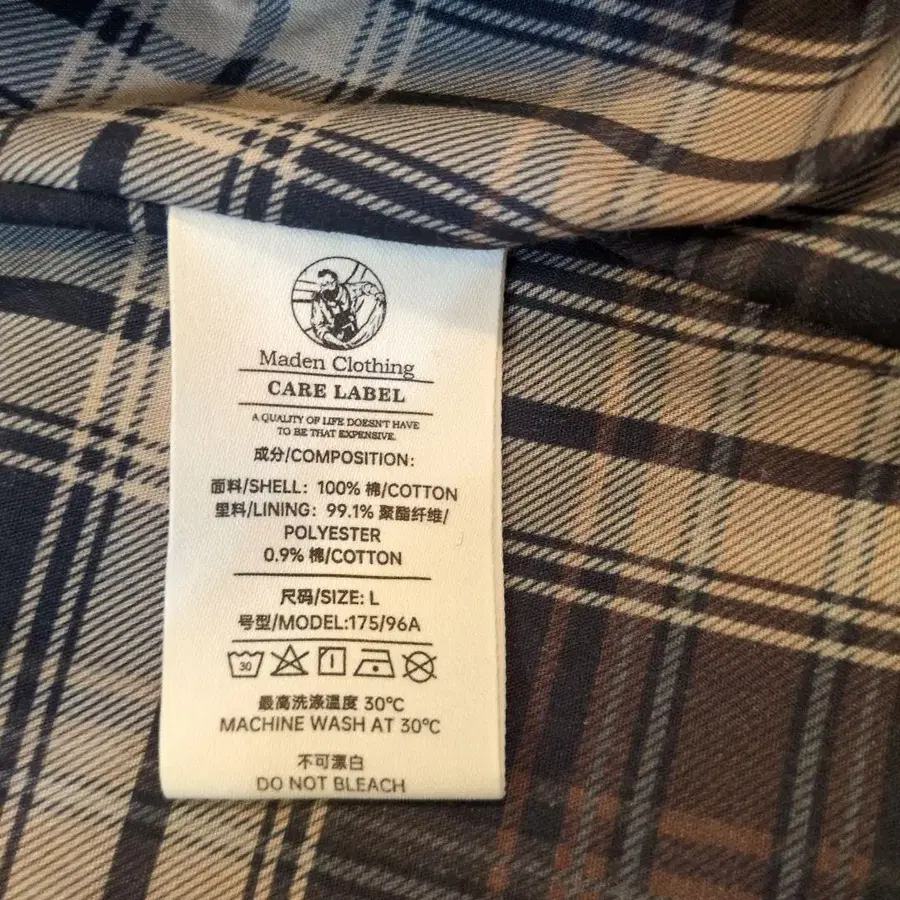 Maden Clothing
CARE LABEL
A QUALITY OF LIFE DOESN'T HAVE
TO BE THAT EXPENSIVE.
成分/COMPOSITION:
面料/SHELL: 100% 棉/COTTON
里料/LINING: 99.1% 聚酯纤维/
POLYESTER
0.9% 棉/COTTON
尺码/SIZE: L
号型/MODEL:175/96A
30
最高洗涤温度 30℃
MACHINE WASH AT 30℃
不可漂白
DO NOT BLEACH